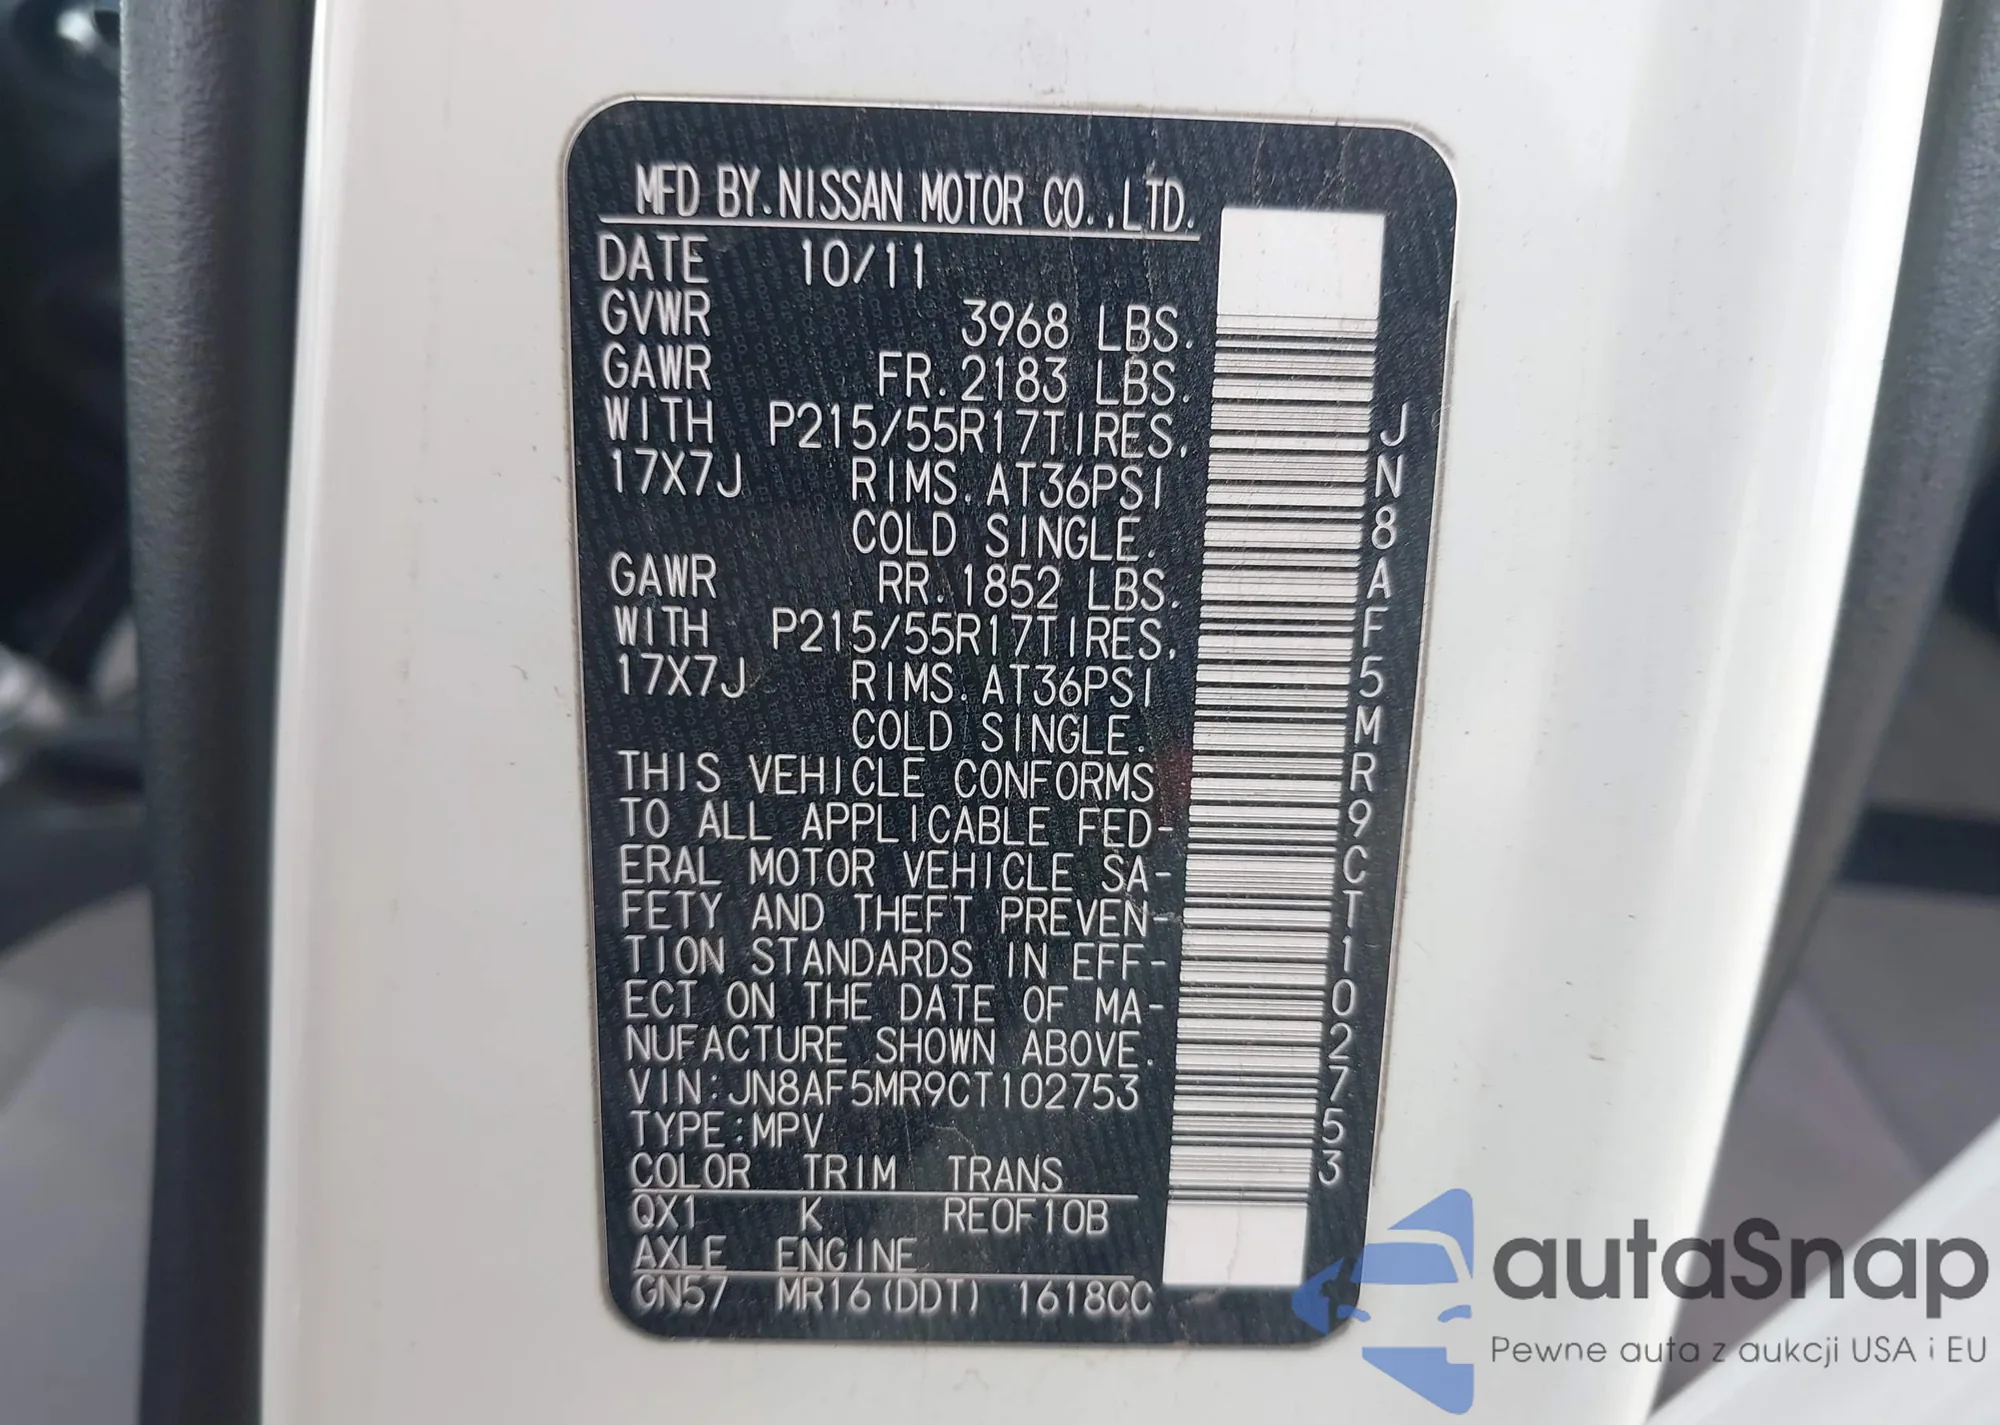 MFD BY.NISSAN MOTOR CO.,LTD.
DATE 10/11
GVWR 3968 LBS.
GAWR FR.2183 LBS.
WITH P215/55R17TIRES,
17X7J RIMS.AT36PSI
COLD SINGLE.
GAWR RR.1852 LBS.
WITH P215/55R17TIRES,
17X7J RIMS.AT36PSI
COLD SINGLE.
THIS VEHICLE CONFORMS
TO ALL APPLICABLE FED-
ERAL MOTOR VEHICLE SA-
FETY AND THEFT PREVEN-
TION STANDARDS IN EFF-
ECT ON THE DATE OF MA-
NUFACTURE SHOWN ABOVE.
VIN:JN8AF5MR9CT102753
TYPE:MPV
COLOR TRIM TRANS
QX1 K RE0F10B
AXLE ENGINE
GN57 MR16(DDT) 1618CC
JN8AF5MR9CT102753
autaSnap
Pewne auta z aukcji USA i EU